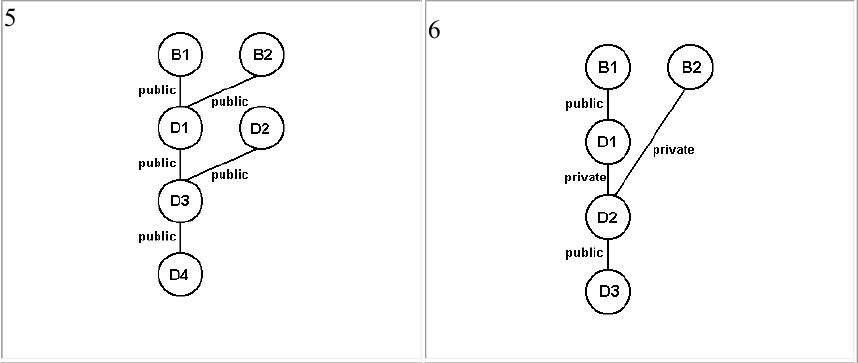 5
B1 B2
public
public
D1 D2
public
public
D3
public
D4
6
B1 B2
public
D1
private
private
D2
public
D3